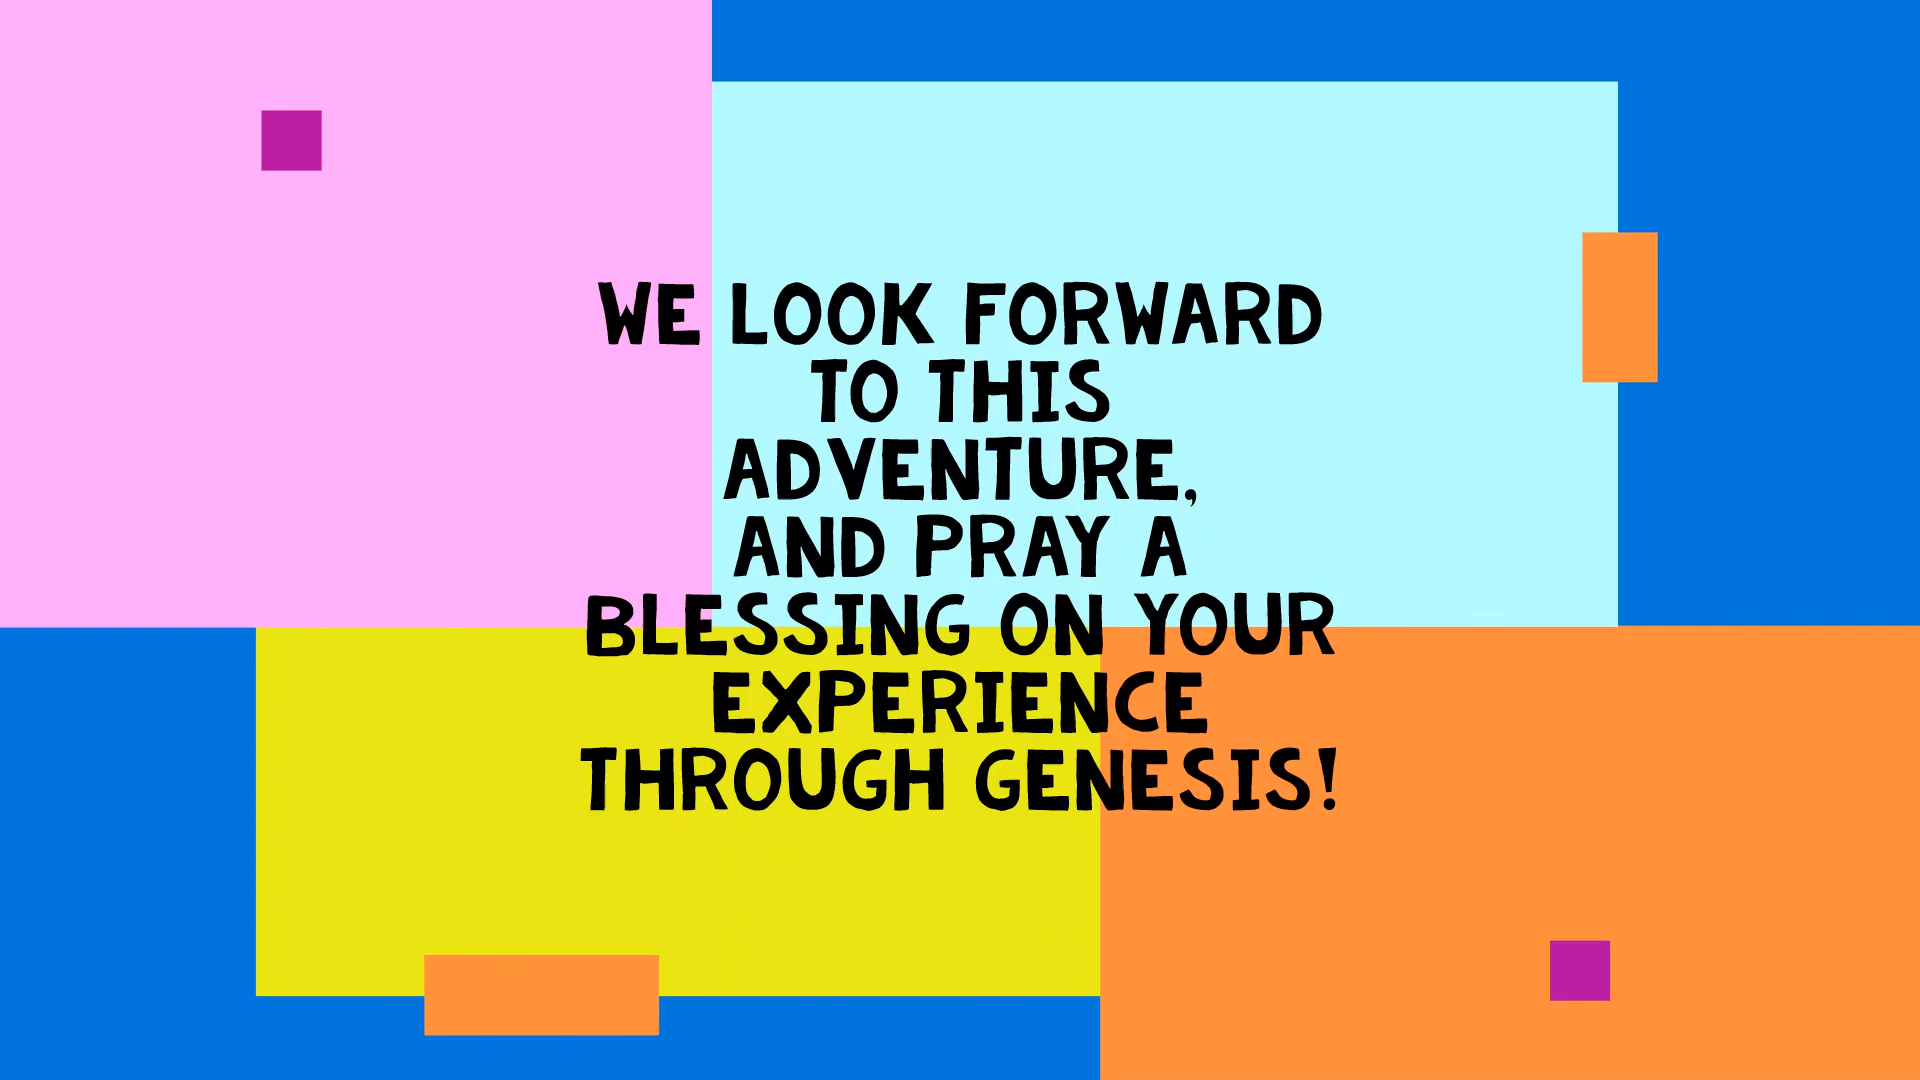 WE LOOK FORWARD
TO THIS
ADVENTURE,
AND PRAY A
BLESSING ON YOUR
EXPERIENCE
THROUGH GENESIS!